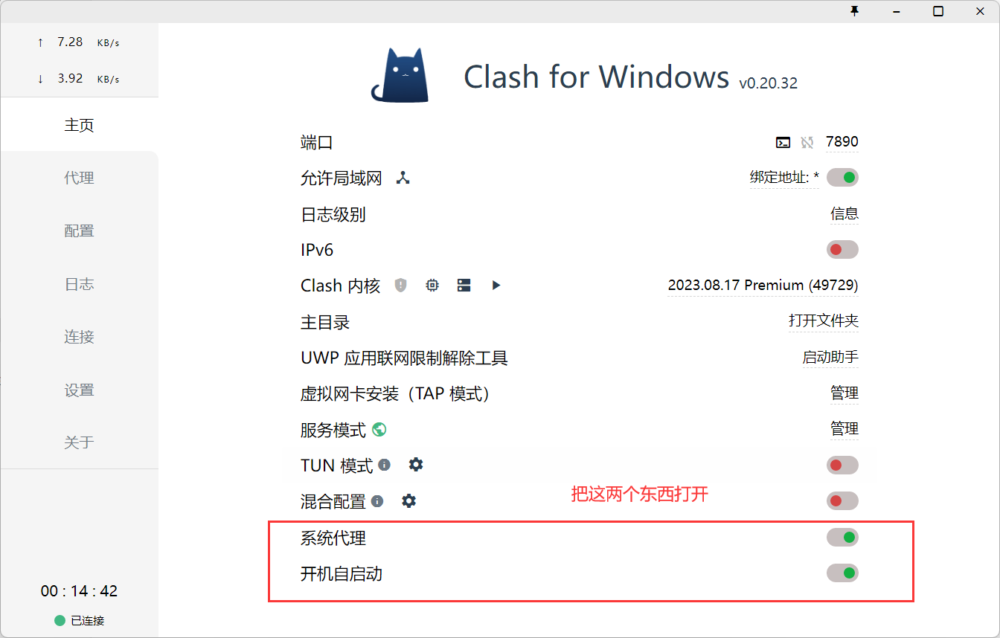 ↑ 7.28 KB/s
↓ 3.92 KB/s
主页
代理
配置
日志
连接
设置
关于
00 : 14 : 42
已连接
Clash for Windows v0.20.32
端口 7890
允许局域网 绑定地址: *
日志级别 信息
IPv6
Clash 内核 2023.08.17 Premium (49729)
主目录 打开文件夹
UWP 应用联网限制解除工具 启动助手
虚拟网卡安装（TAP 模式） 管理
服务模式 管理
TUN 模式
混合配置
把这两个东西打开
系统代理
开机自启动